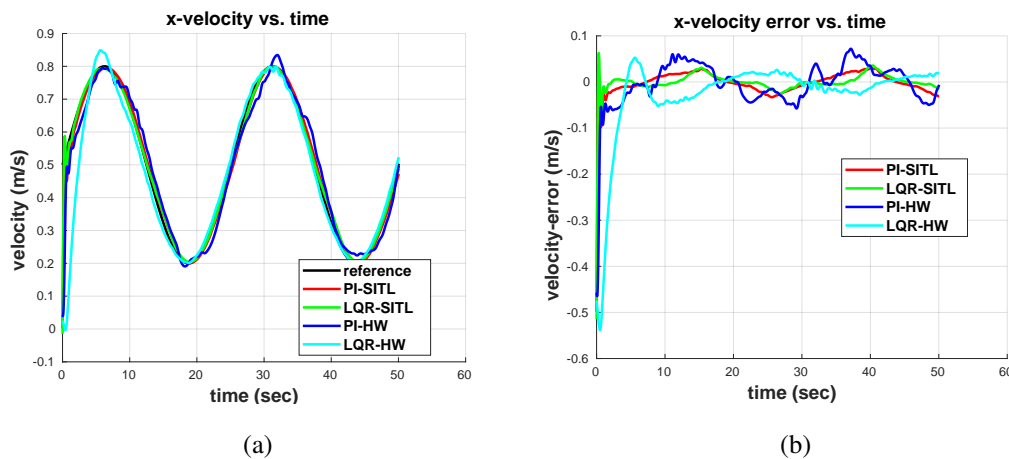 x-velocity vs. time
0.9
0.8
0.7
0.6
0.5
0.4
0.3
0.2
0.1
0
-0.1
velocity (m/s)
reference
PI-SITL
LQR-SITL
PI-HW
LQR-HW
0 10 20 30 40 50 60
time (sec)
(a)
x-velocity error vs. time
0.1
0
-0.1
-0.2
-0.3
-0.4
-0.5
-0.6
velocity-error (m/s)
PI-SITL
LQR-SITL
PI-HW
LQR-HW
0 10 20 30 40 50 60
time (sec)
(b)